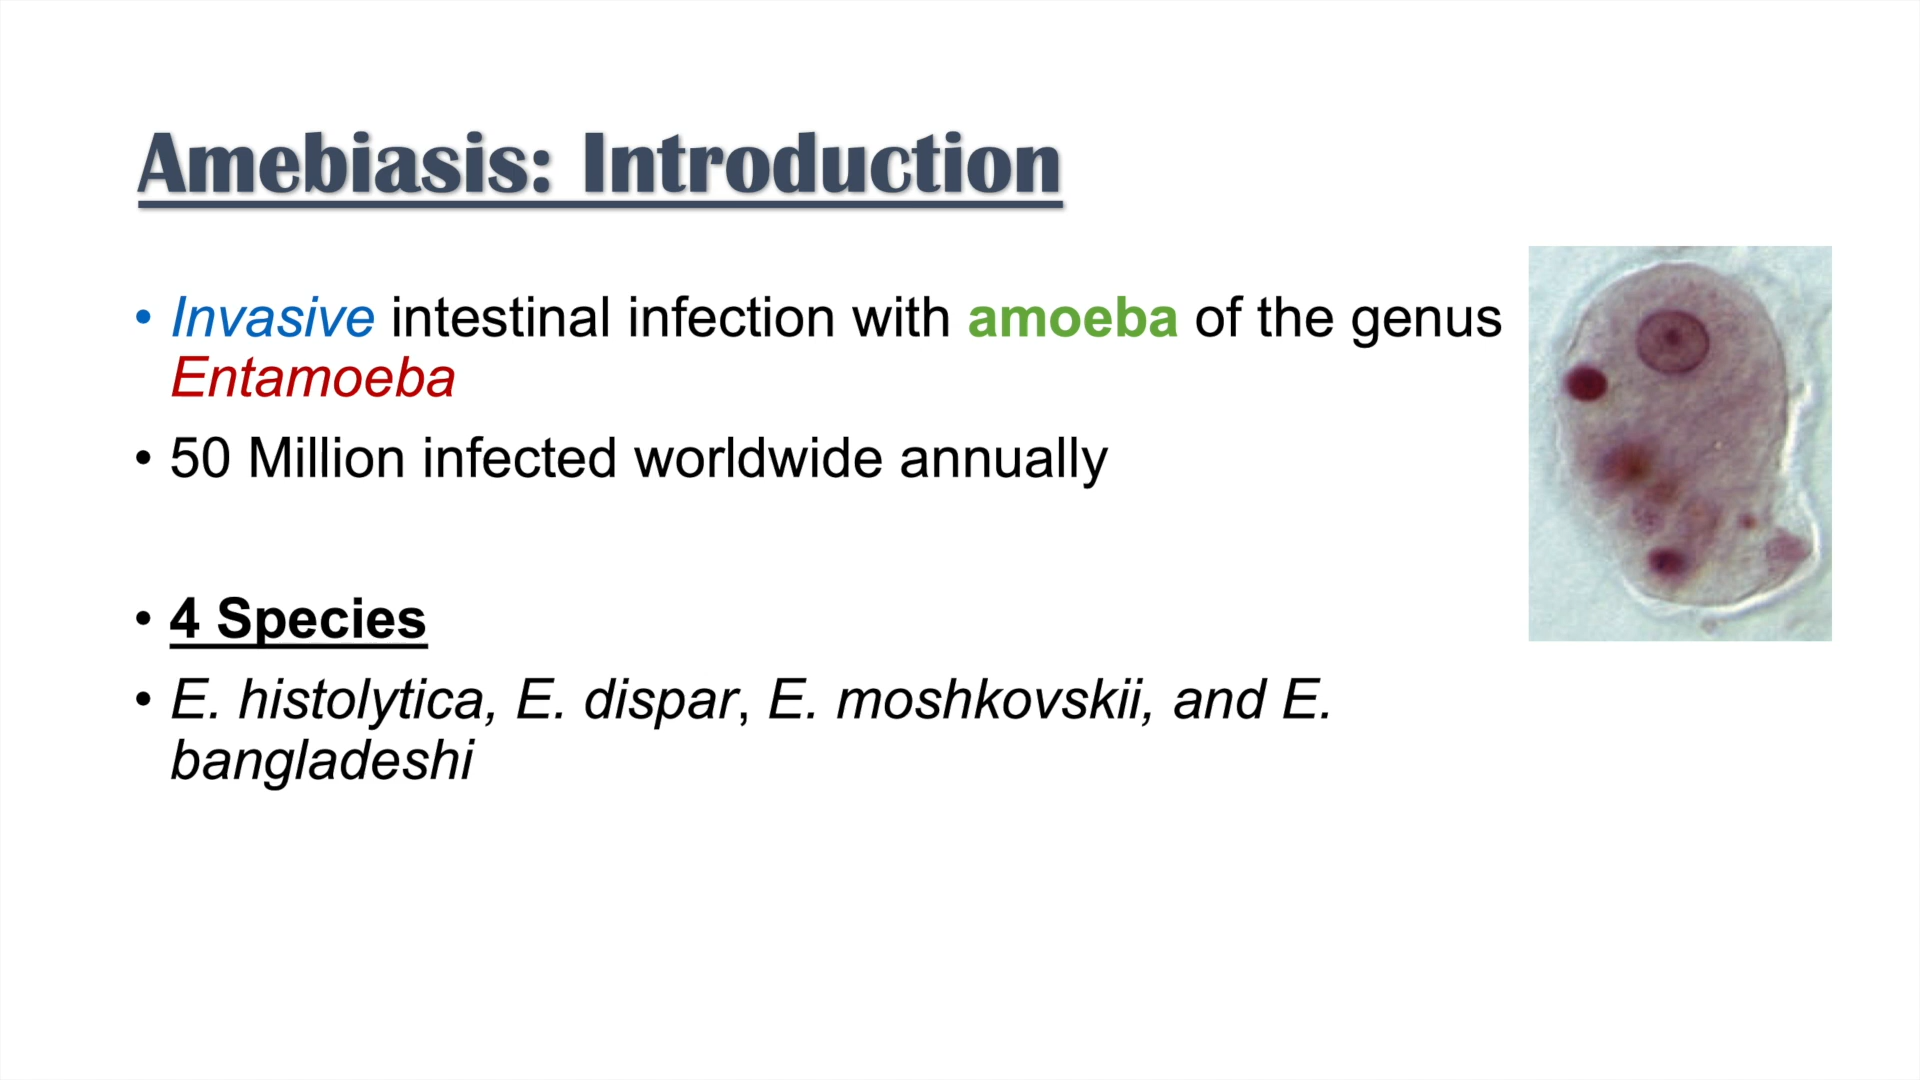 Amebiasis: Introduction
• Invasive intestinal infection with amoeba of the genus
Entamoeba
• 50 Million infected worldwide annually
• 4 Species
• E. histolytica, E. dispar, E. moshkovskii, and E.
bangladeshi